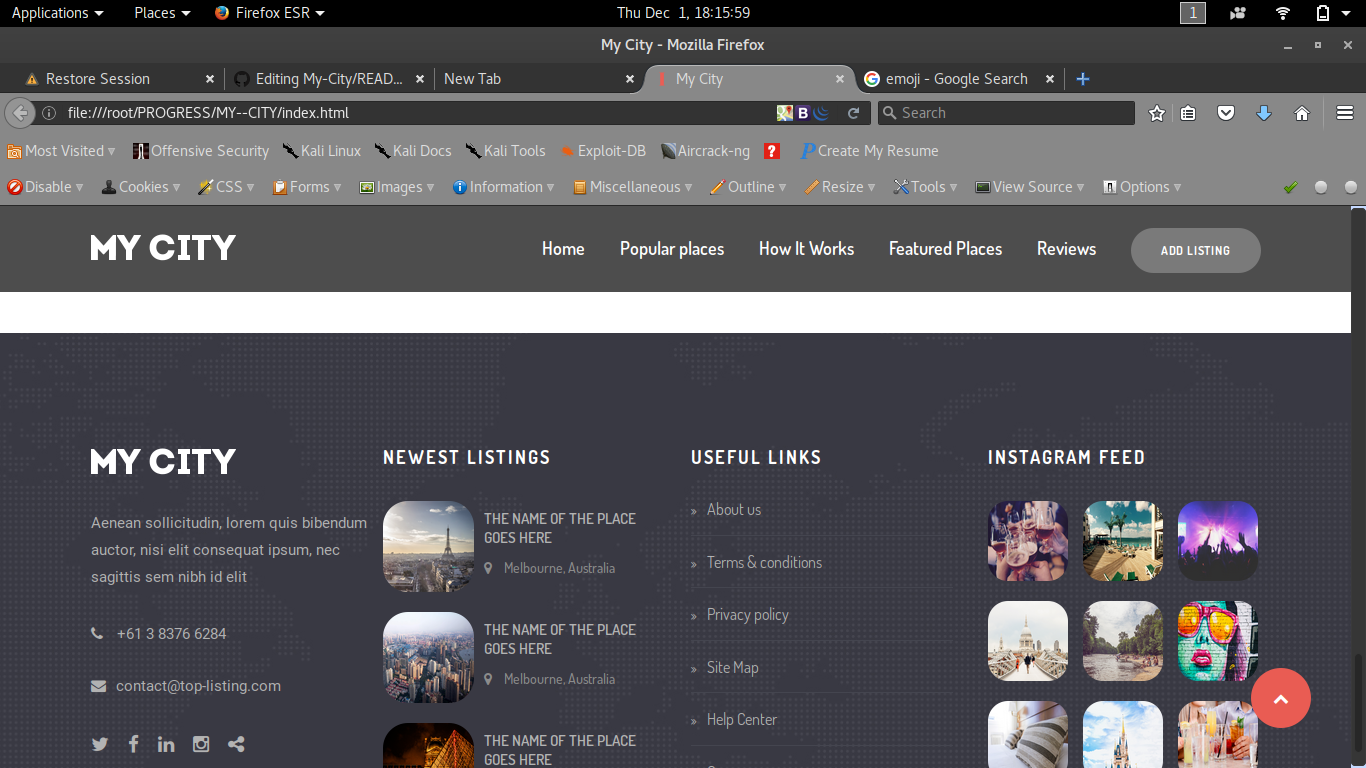 Applications Places Firefox ESR Thu Dec 1, 18:15:59 1
My City - Mozilla Firefox
Restore Session Editing My-City/READ... New Tab My City emoji - Google Search
file:///root/PROGRESS/MY--CITY/index.html B Search
Most Visited Offensive Security Kali Linux Kali Docs Kali Tools Exploit-DB Aircrack-ng ? Create My Resume
Disable Cookies CSS Forms Images Information Miscellaneous Outline Resize Tools View Source Options
MY CITY Home Popular places How It Works Featured Places Reviews ADD LISTING
MY CITY
Aenean sollicitudin, lorem quis bibendum
auctor, nisi elit consequat ipsum, nec
sagittis sem nibh id elit
+61 3 8376 6284
contact@top-listing.com
NEWEST LISTINGS
THE NAME OF THE PLACE
GOES HERE
Melbourne, Australia
THE NAME OF THE PLACE
GOES HERE
Melbourne, Australia
THE NAME OF THE PLACE
GOES HERE
USEFUL LINKS
» About us
» Terms & conditions
» Privacy policy
» Site Map
» Help Center
INSTAGRAM FEED